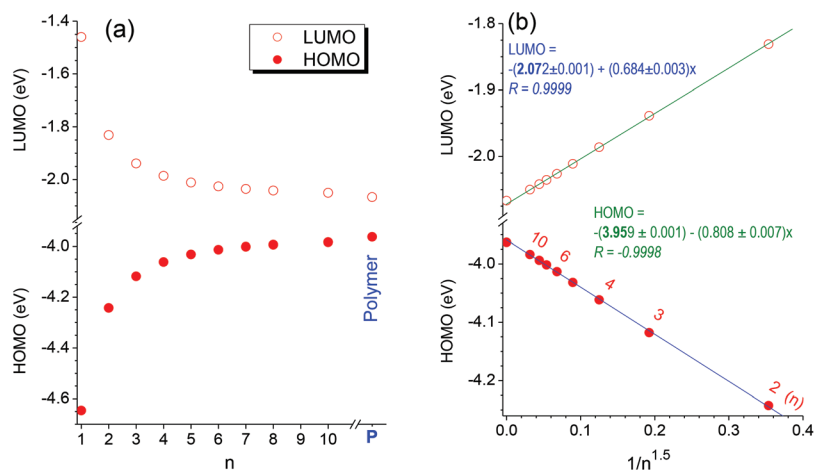 (a)
LUMO
HOMO
LUMO (eV)
HOMO (eV)
-1.4
-1.6
-1.8
-2.0
-4.0
-4.2
-4.4
-4.6
1 2 3 4 5 6 7 8 10 P
Polymer
n
(b)
LUMO =
-(2.072±0.001) + (0.684±0.003)x
R = 0.9999
HOMO =
-(3.959 ± 0.001) - (0.808 ± 0.007)x
R = -0.9998
LUMO (eV)
HOMO (eV)
-1.8
-1.9
-2.0
-4.0
-4.1
-4.2
10
6
4
3
2 (n)
0.0 0.1 0.2 0.3 0.4
1/n^1.5